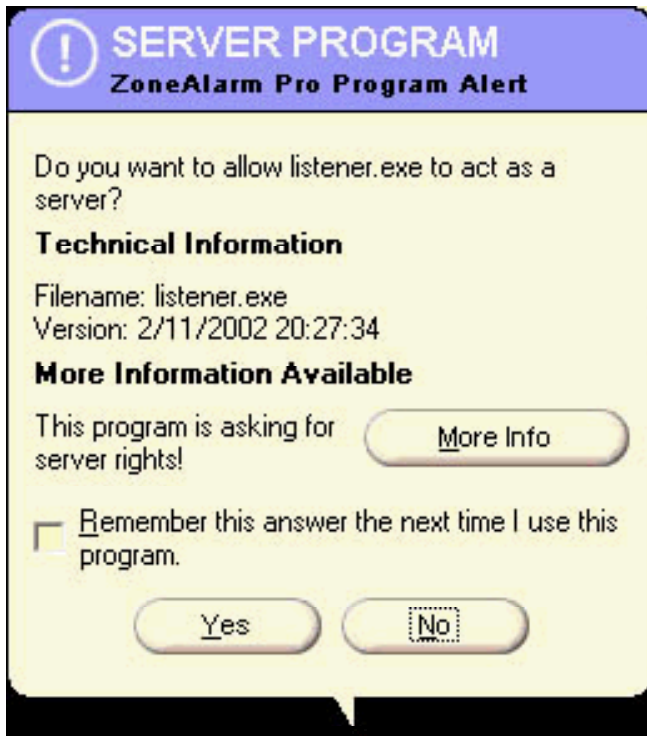 SERVER PROGRAM
ZoneAlarm Pro Program Alert
Do you want to allow listener.exe to act as a
server?
Technical Information
Filename: listener.exe
Version: 2/11/2002 20:27:34
More Information Available
This program is asking for
server rights!
More Info
Remember this answer the next time I use this
program.
Yes
No